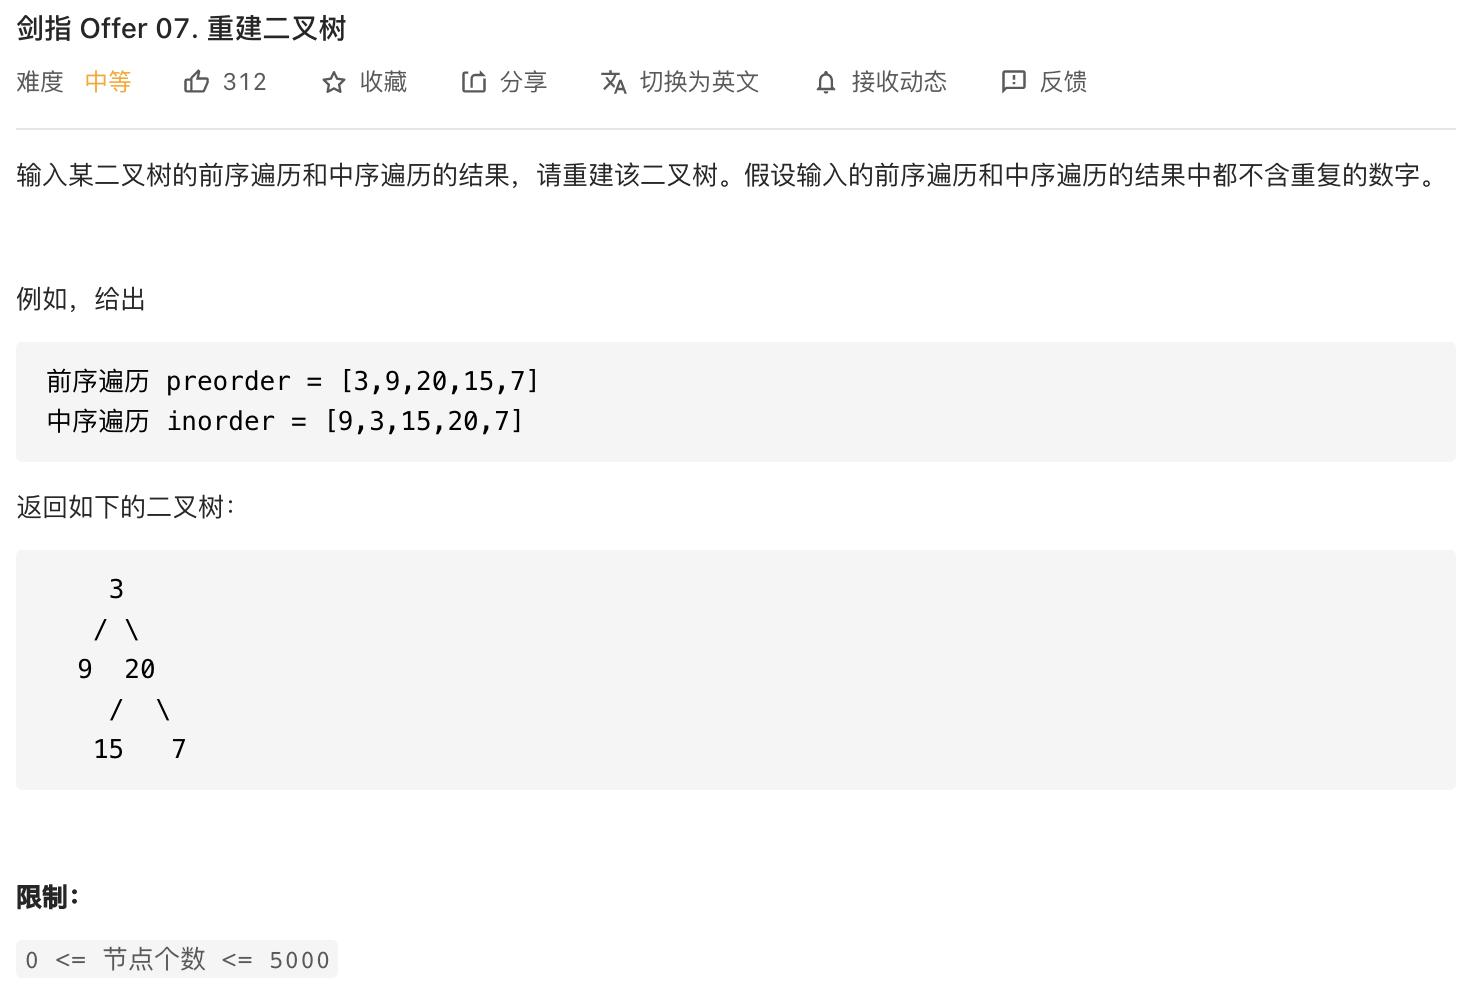 剑指 Offer 07. 重建二叉树
难度 中等 312 收藏 分享 切换为英文 接收动态 反馈
输入某二叉树的前序遍历和中序遍历的结果，请重建该二叉树。假设输入的前序遍历和中序遍历的结果中都不含重复的数字。
例如，给出
前序遍历 preorder = [3,9,20,15,7]
中序遍历 inorder = [9,3,15,20,7]
返回如下的二叉树：
    3
   / \
  9  20
    /  \
   15   7
限制：
0 <= 节点个数 <= 5000